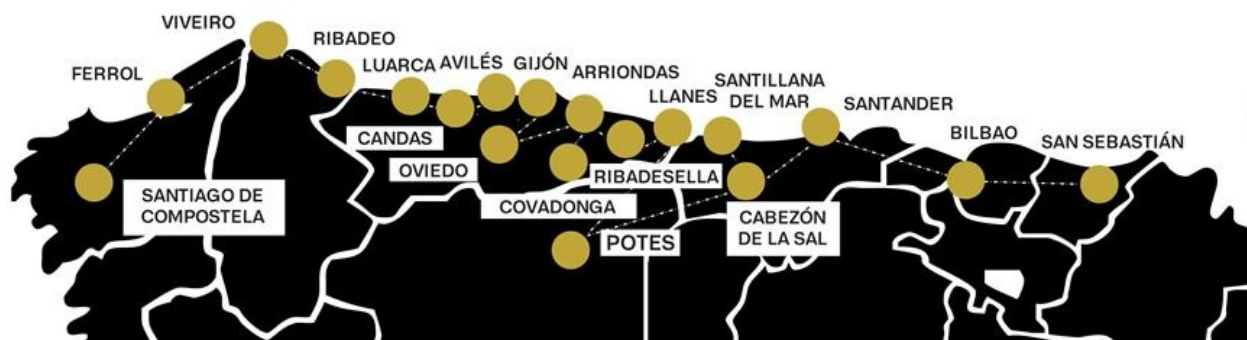 VIVEIRO
RIBADEO
FERROL
LUARCA
AVILÉS
GIJÓN
ARRIONDAS
LLANES
SANTILLANA
DEL MAR
SANTANDER
BILBAO
SAN SEBASTIÁN
CANDAS
OVIEDO
RIBADESELLA
SANTIAGO DE
COMPOSTELA
COVADONGA
CABEZÓN
DE LA SAL
POTES